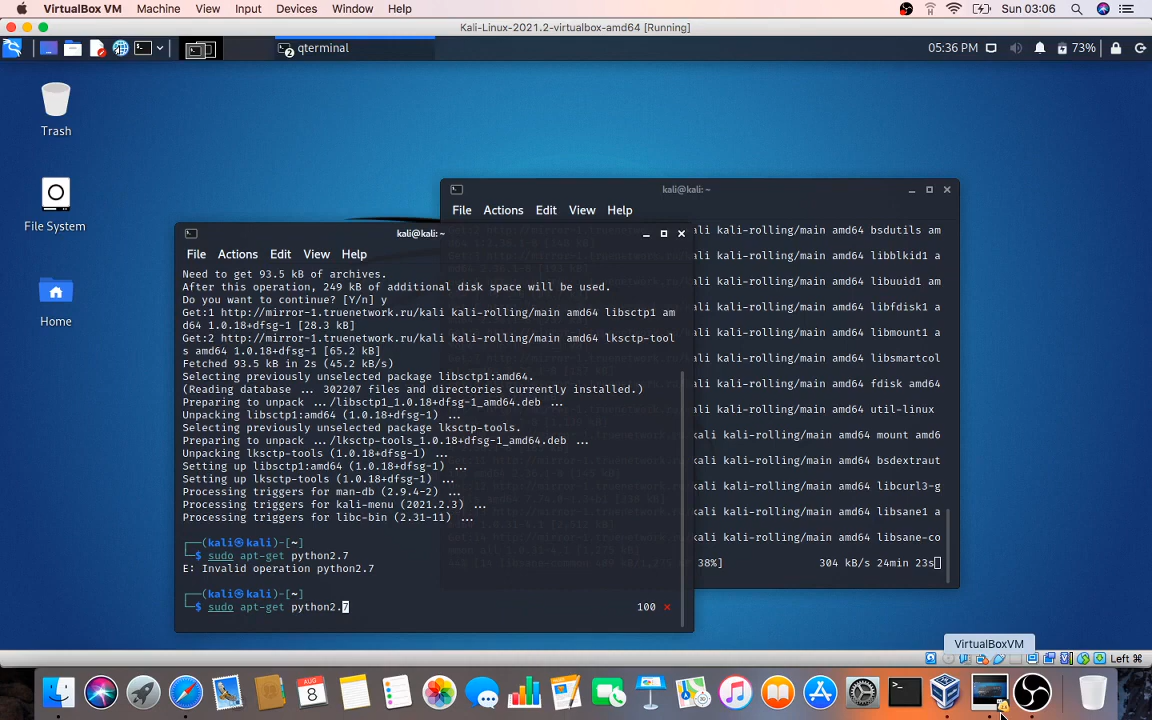 VirtualBox VM Machine View Input Devices Window Help Sun 03:06
Kali-Linux-2021.2-virtualbox-amd64 [Running]
qterminal 05:36 PM 73%
Trash
File System
Home
kali@kali: ~
File Actions Edit View Help
ali kali-rolling/main amd64 bsdutils am
ali kali-rolling/main amd64 libblkid1 a
ali kali-rolling/main amd64 libuuid1 am
ali kali-rolling/main amd64 libfdisk1 a
ali kali-rolling/main amd64 libmount1 a
ali kali-rolling/main amd64 libsmartcol
ali kali-rolling/main amd64 fdisk amd64
ali kali-rolling/main amd64 util-linux
ali kali-rolling/main amd64 mount amd6
ali kali-rolling/main amd64 bsdextraut
ali kali-rolling/main amd64 libcurl3-g
ali kali-rolling/main amd64 libsane1 a
ali kali-rolling/main amd64 libsane-co
38%] 304 kB/s 24min 23s
kali@kali: ~
File Actions Edit View Help
Need to get 93.5 kB of archives.
After this operation, 249 kB of additional disk space will be used.
Do you want to continue? [Y/n] y
Get:1 http://mirror-1.truenetwork.ru/kali kali-rolling/main amd64 libsctp1 am
d64 1.0.18+dfsg-1 [28.3 kB]
Get:2 http://mirror-1.truenetwork.ru/kali kali-rolling/main amd64 lksctp-tool
s amd64 1.0.18+dfsg-1 [65.2 kB]
Fetched 93.5 kB in 2s (45.2 kB/s)
Selecting previously unselected package libsctp1:amd64.
(Reading database ... 302207 files and directories currently installed.)
Preparing to unpack .../libsctp1_1.0.18+dfsg-1_amd64.deb ...
Unpacking libsctp1:amd64 (1.0.18+dfsg-1) ...
Selecting previously unselected package lksctp-tools.
Preparing to unpack .../lksctp-tools_1.0.18+dfsg-1_amd64.deb ...
Unpacking lksctp-tools (1.0.18+dfsg-1) ...
Setting up libsctp1:amd64 (1.0.18+dfsg-1) ...
Setting up lksctp-tools (1.0.18+dfsg-1) ...
Processing triggers for man-db (2.9.4-2) ...
Processing triggers for kali-menu (2021.2.3) ...
Processing triggers for libc-bin (2.31-11) ...
┌──(kali㉿kali)-[~]
└─$ sudo apt-get python2.7
E: Invalid operation python2.7
┌──(kali㉿kali)-[~]
└─$ sudo apt-get python2.7 100 ✗
VirtualBoxVM
Left ⌘
AUG
8